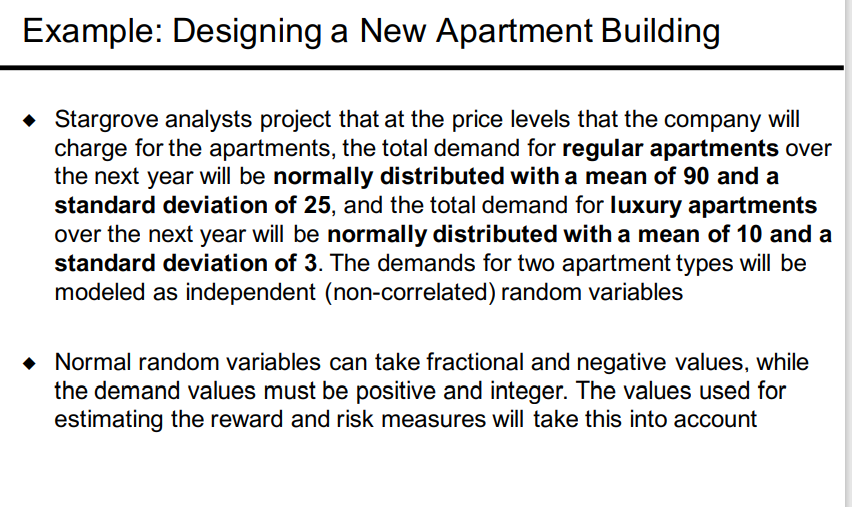 Example: Designing a New Apartment Building
◆ Stargrove analysts project that at the price levels that the company will
charge for the apartments, the total demand for regular apartments over
the next year will be normally distributed with a mean of 90 and a
standard deviation of 25, and the total demand for luxury apartments
over the next year will be normally distributed with a mean of 10 and a
standard deviation of 3. The demands for two apartment types will be
modeled as independent (non-correlated) random variables
◆ Normal random variables can take fractional and negative values, while
the demand values must be positive and integer. The values used for
estimating the reward and risk measures will take this into account